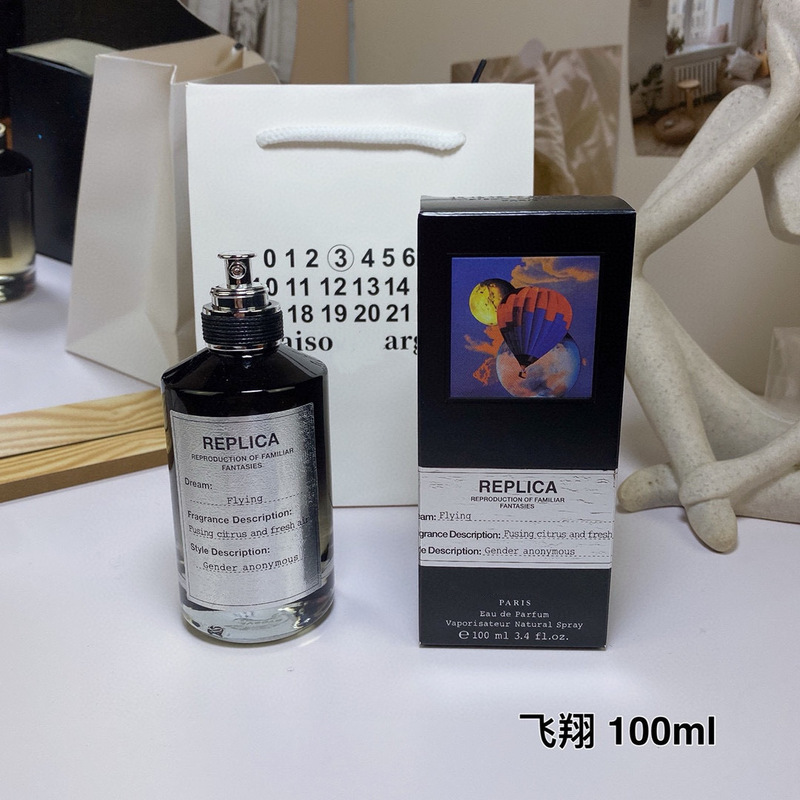 0 1 2 3 4 5 6
10 11 12 13 14
18 19 20 21
aiso arg
REPLICA
REPRODUCTION OF FAMILIAR
FANTASIES
Dream:
Flying
Fragrance Description:
Fusing citrus and fresh air
Style Description:
Gender anonymous
REPLICA
REPRODUCTION OF FAMILIAR
FANTASIES
eam: Flying
grance Description: Fusing citrus and fresh
e Description: Gender anonymous
PARIS
Eau de Parfum
Vaporisateur Natural Spray
℮ 100 ml 3.4 fl.oz.
飞翔 100ml